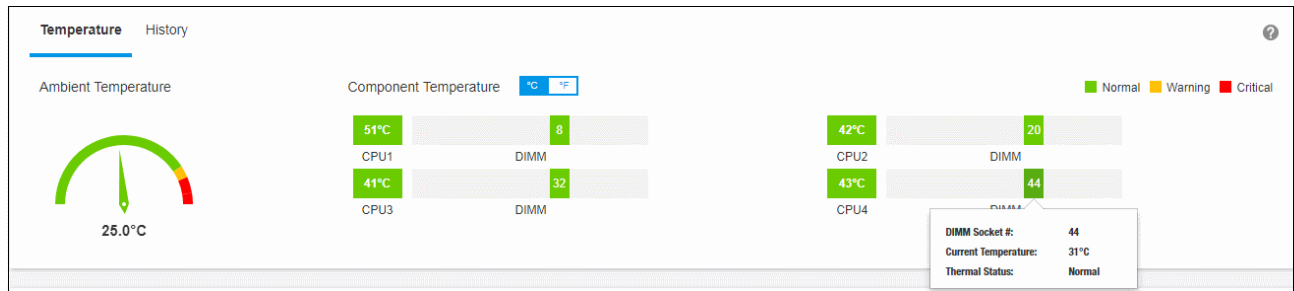 Temperature History
Ambient Temperature
Component Temperature °C °F
Normal Warning Critical
51°C 8 42°C 20
CPU1 DIMM CPU2 DIMM
41°C 32 43°C 44
CPU3 DIMM CPU4 DIMM
25.0°C
DIMM Socket #: 44
Current Temperature: 31°C
Thermal Status: Normal